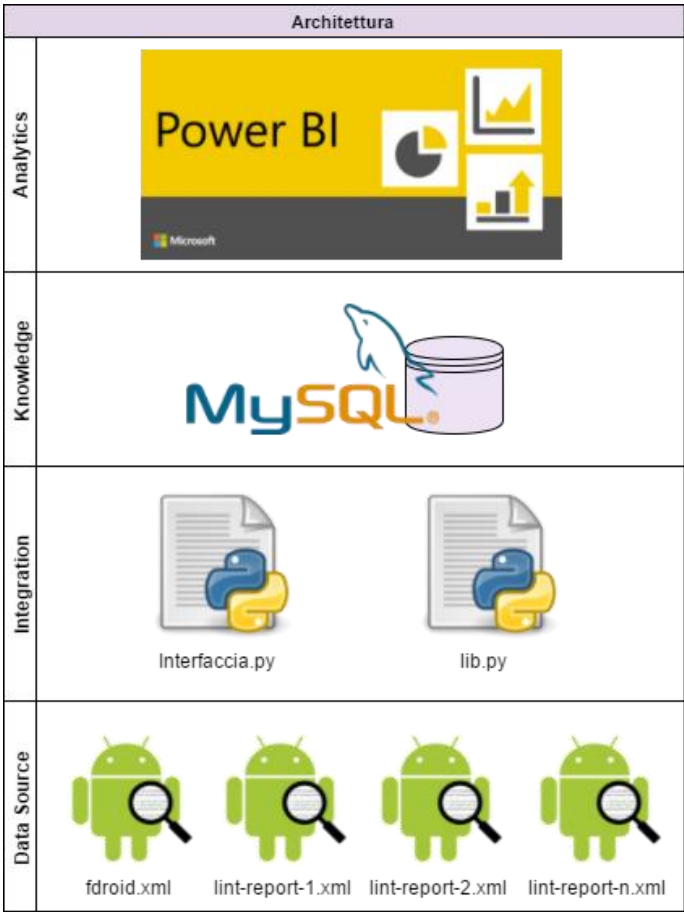 Architettura
Analytics
Power BI
Microsoft
Knowledge
MySQL®
Integration
Interfaccia.py
lib.py
Data Source
fdroid.xml
lint-report-1.xml
lint-report-2.xml
lint-report-n.xml